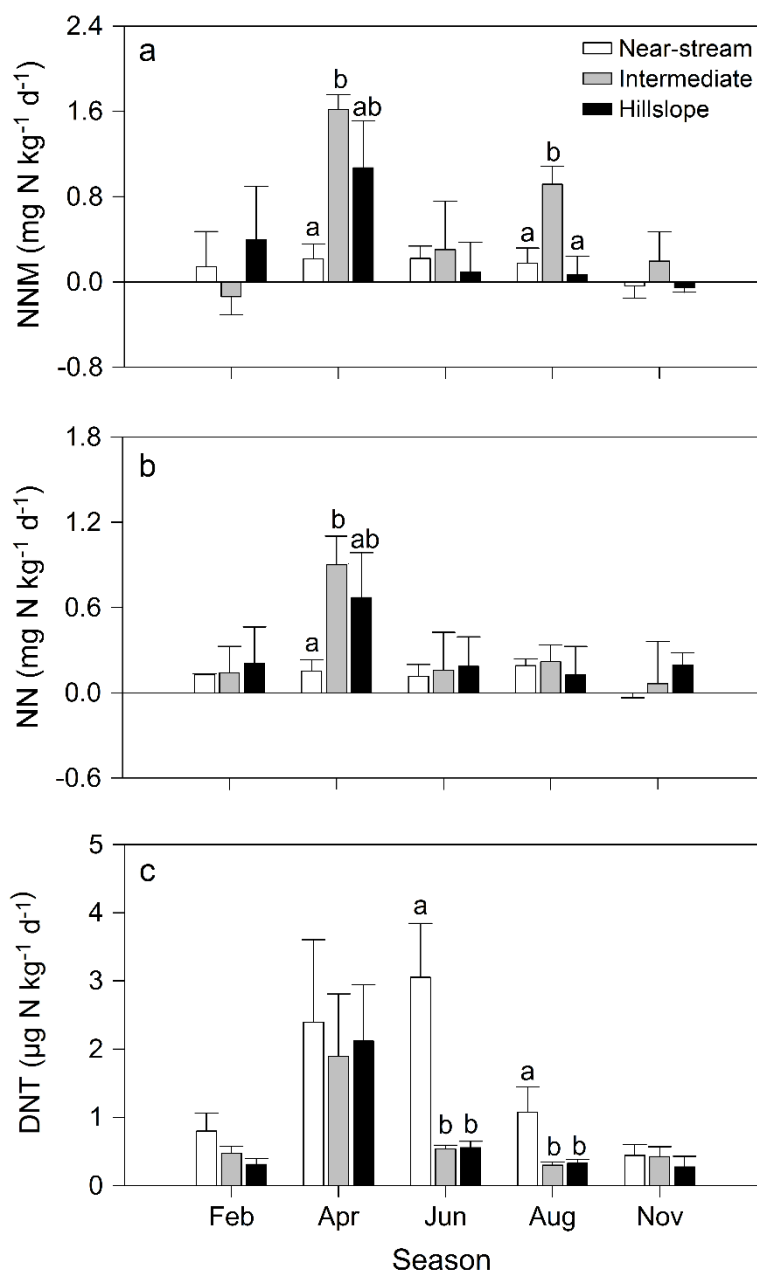 a
Near-stream
Intermediate
Hillslope
NNM (mg N kg⁻¹ d⁻¹)
2.4
1.6
0.8
0.0
-0.8
a b ab
a b a
b
NN (mg N kg⁻¹ d⁻¹)
1.8
1.2
0.6
0.0
-0.6
a b ab
c
DNT (µg N kg⁻¹ d⁻¹)
5
4
3
2
1
0
a b b
a b b
Feb Apr Jun Aug Nov
Season